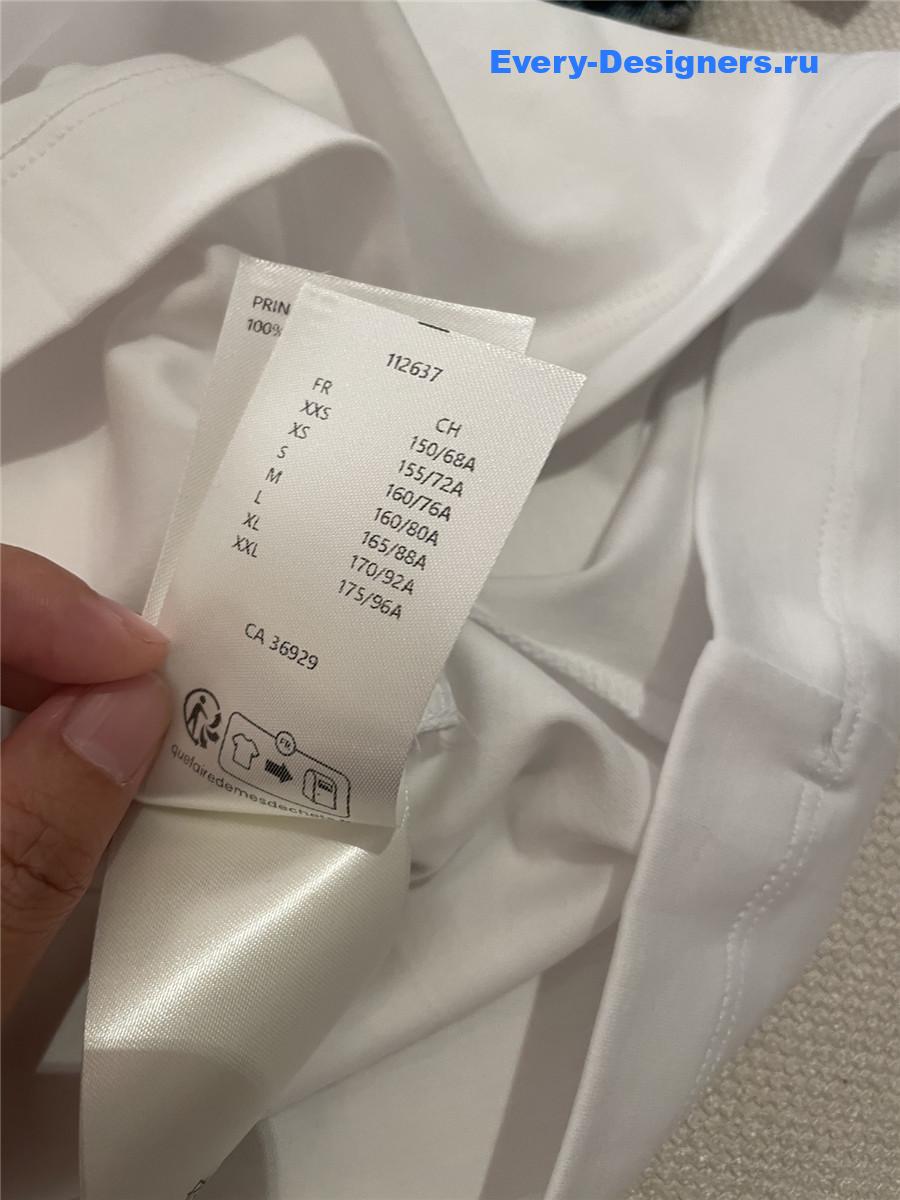 Every-Designers.ru
PRIN
100%
112637
FR CH
XXS 150/68A
XS 155/72A
S 160/76A
M 160/80A
L 165/88A
XL 170/92A
XXL 175/96A
CA 36929
FR